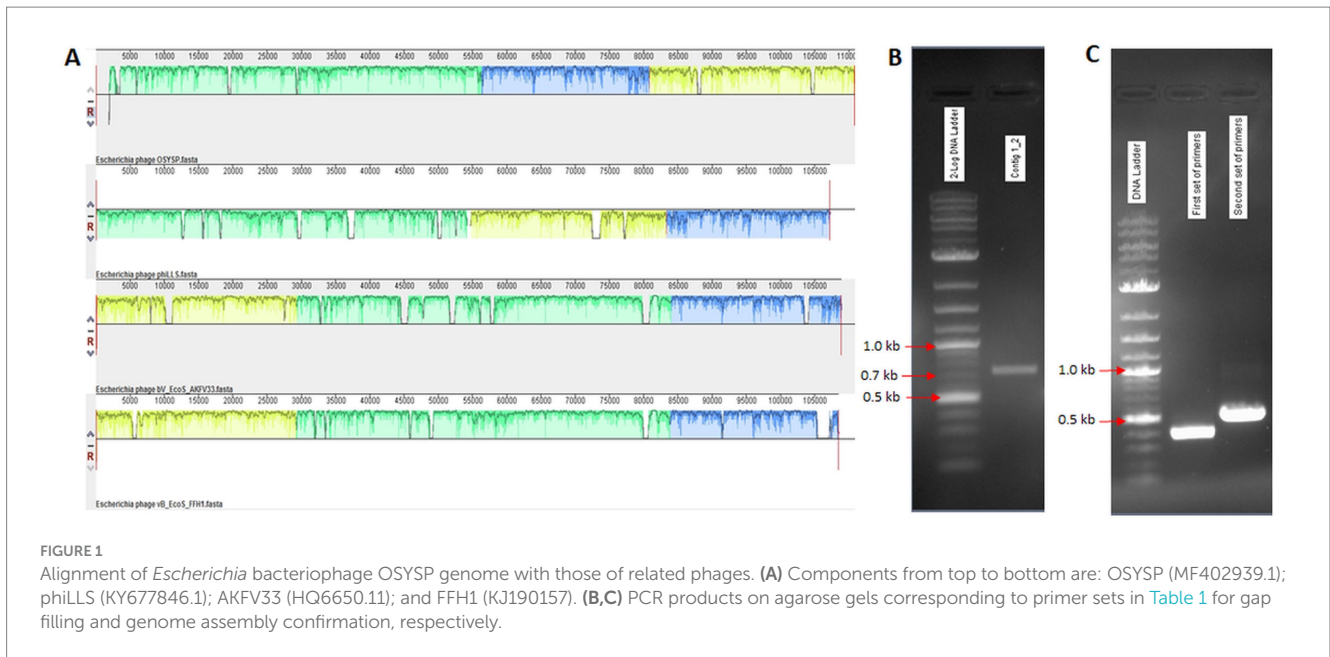 A
5000 10000 15000 20000 25000 30000 35000 40000 45000 50000 55000 60000 65000 70000 75000 80000 85000 90000 95000 100000 105000 11000
R
Escherichia phage OSYSP.fasta
5000 10000 15000 20000 25000 30000 35000 40000 45000 50000 55000 60000 65000 70000 75000 80000 85000 90000 95000 100000 105000
R
Escherichia phage phiLLS.fasta
5000 10000 15000 20000 25000 30000 35000 40000 45000 50000 55000 60000 65000 70000 75000 80000 85000 90000 95000 100000 105000
R
Escherichia phage bV_EcoS_AKFV33.fasta
5000 10000 15000 20000 25000 30000 35000 40000 45000 50000 55000 60000 65000 70000 75000 80000 85000 90000 95000 100000 105000
R
Escherichia phage vB_EcoS_FFH1.fasta
B
2-Log DNA Ladder
Contig 1_2
1.0 kb
0.7 kb
0.5 kb
C
DNA Ladder
First set of primers
Second set of primers
1.0 kb
0.5 kb
FIGURE 1
Alignment of Escherichia bacteriophage OSYSP genome with those of related phages. (A) Components from top to bottom are: OSYSP (MF402939.1);
phiLLS (KY677846.1); AKFV33 (HQ6650.11); and FFH1 (KJ190157). (B,C) PCR products on agarose gels corresponding to primer sets in Table 1 for gap
filling and genome assembly confirmation, respectively.